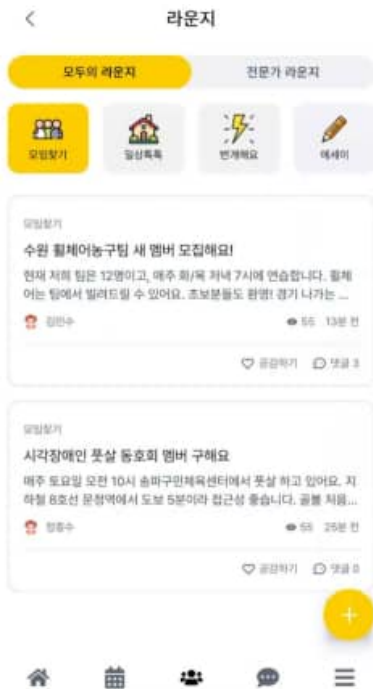 라운지
모두의 라운지 전문가 라운지
모임찾기 일상톡톡 번개해요 에세이
모임찾기
수원 휠체어농구팀 새 멤버 모집해요!
현재 저희 팀은 12명이고, 매주 화/목 저녁 7시에 연습합니다. 휠체
어는 팀에서 빌려드릴 수 있어요. 초보분들도 환영! 경기 나가는 ...
김민수 55 13분 전
공감하기 댓글 3
모임찾기
시각장애인 풋살 동호회 멤버 구해요
매주 토요일 오전 10시 송파구민체육센터에서 풋살 하고 있어요. 지
하철 8호선 문정역에서 도보 5분이라 접근성 좋습니다. 골볼 처음...
정흥수 55 25분 전
공감하기 댓글 0